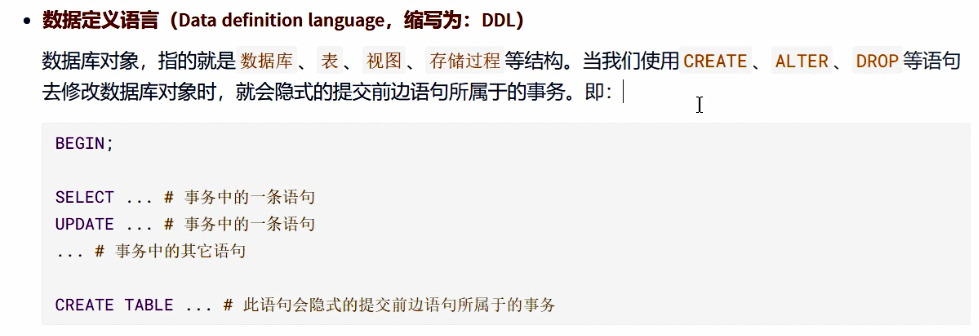 • 数据定义语言（Data definition language，缩写为：DDL）
数据库对象，指的就是 数据库 、 表 、 视图 、 存储过程 等结构。当我们使用 CREATE 、 ALTER 、 DROP 等语句
去修改数据库对象时，就会隐式的提交前边语句所属于的事务。即：
BEGIN;
SELECT ... # 事务中的一条语句
UPDATE ... # 事务中的一条语句
... # 事务中的其它语句
CREATE TABLE ... # 此语句会隐式的提交前边语句所属于的事务